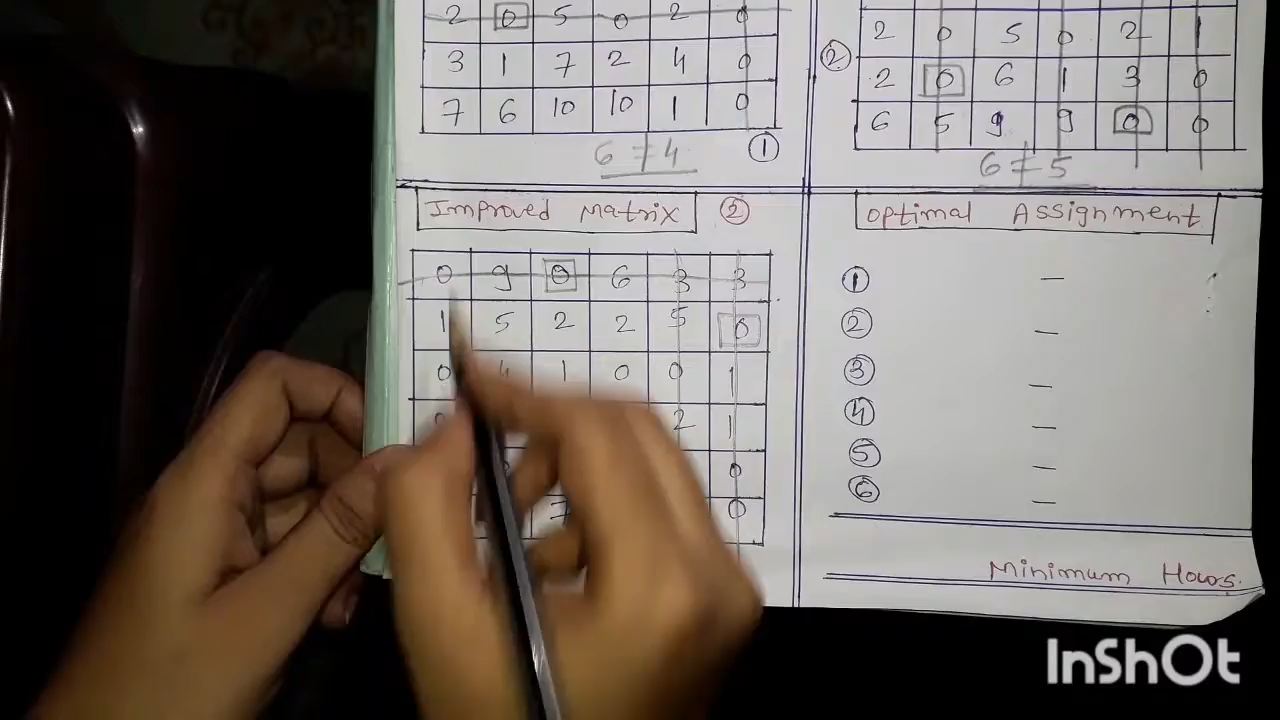 2 0 5 0 2 0
3 1 7 2 4 0
7 6 10 10 1 0
6 ≠ 4 ①
② 2 0 5 0 2 1
2 0 6 1 3 0
6 5 9 9 0 0
6 ≠ 5
Improved Matrix ②
0 9 0 6 3 3
1 5 2 2 5 0
0 4 1 0 0 1
2 1
0
7 0
Optimal Assignment
① —
② —
③ —
④ —
⑤ —
⑥ —
Minimum Hours.
InShOt